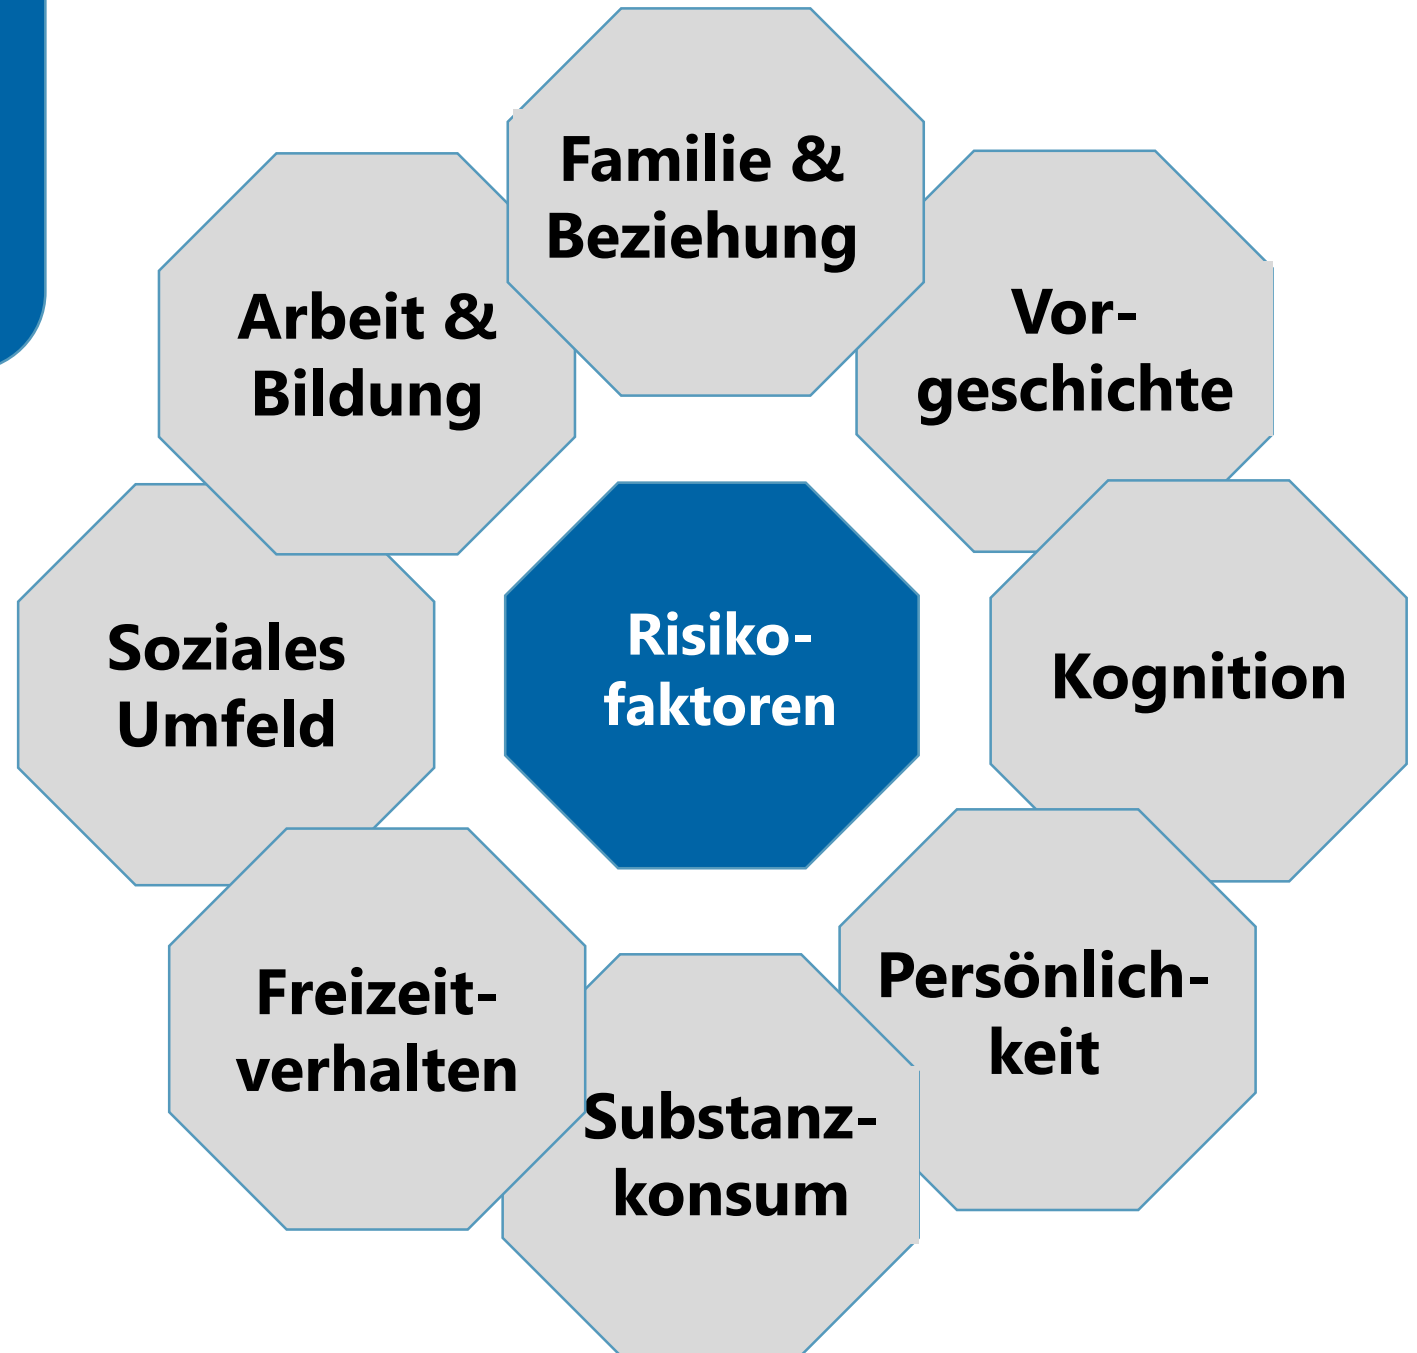 Familie &
Beziehung
Vor-
geschichte
Kognition
Persönlich-
keit
Substanz-
konsum
Freizeit-
verhalten
Soziales
Umfeld
Arbeit &
Bildung
Risiko-
faktoren